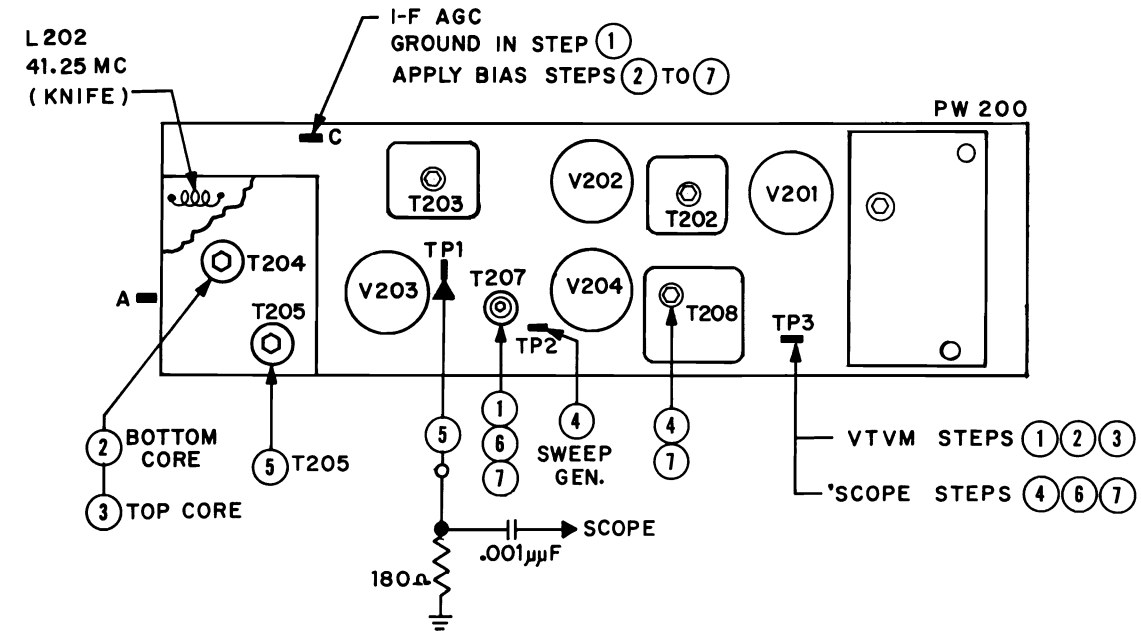 L202
41.25 MC
(KNIFE)
I-F AGC
GROUND IN STEP 1
APPLY BIAS STEPS 2 TO 7
PW 200
C
T203
V202
T202
V201
T204
TP1
V203
T207
V204
T208
A
T205
TP2
TP3
2 BOTTOM
CORE
3 TOP CORE
5 T205
5
1
6
7
4
SWEEP
GEN.
4
7
VTVM STEPS 1 2 3
'SCOPE STEPS 4 6 7
SCOPE
.001µµF
180Ω